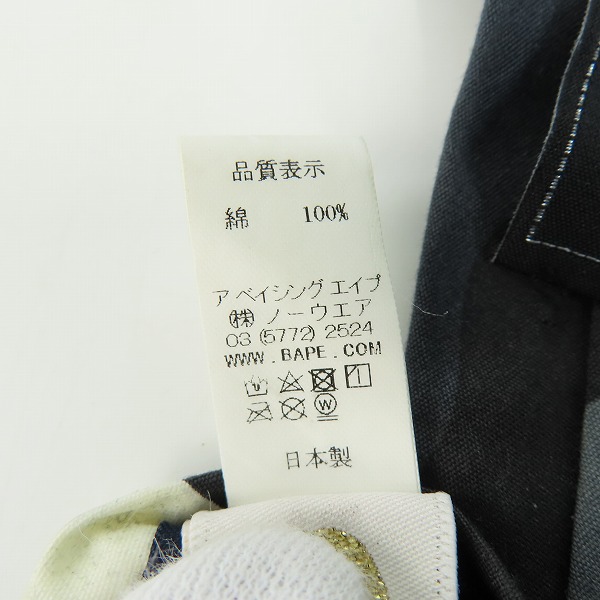 品質表示
綿 100%
ア ベイシング エイプ
㈱ ノーウエア
03 (5772) 2524
WWW.BAPE.COM
W
日本製